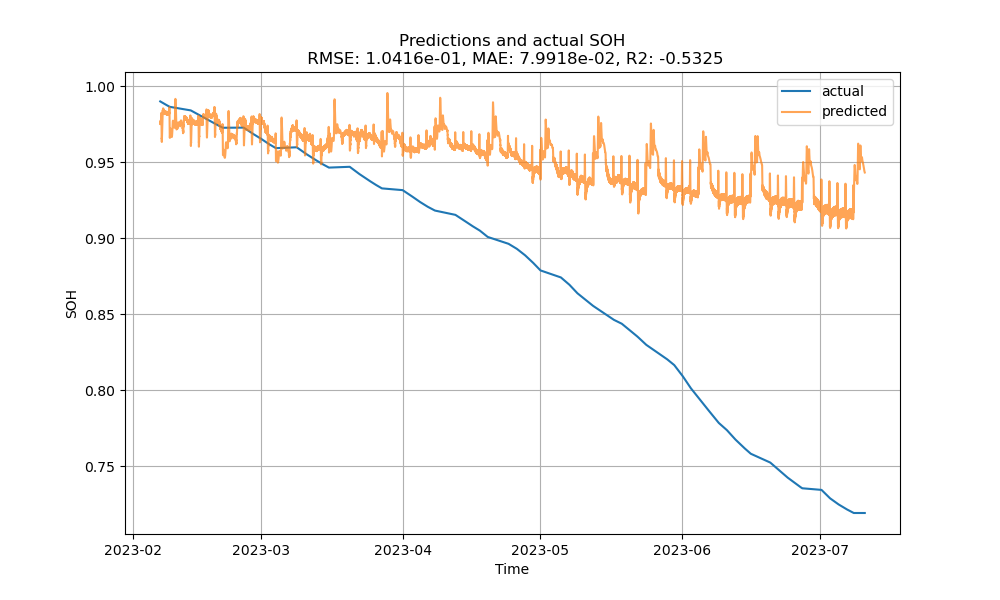 Predictions and actual SOH
RMSE: 1.0416e-01, MAE: 7.9918e-02, R2: -0.5325
actual
predicted
1.00
0.95
0.90
0.85
0.80
0.75
SOH
2023-02 2023-03 2023-04 2023-05 2023-06 2023-07
Time